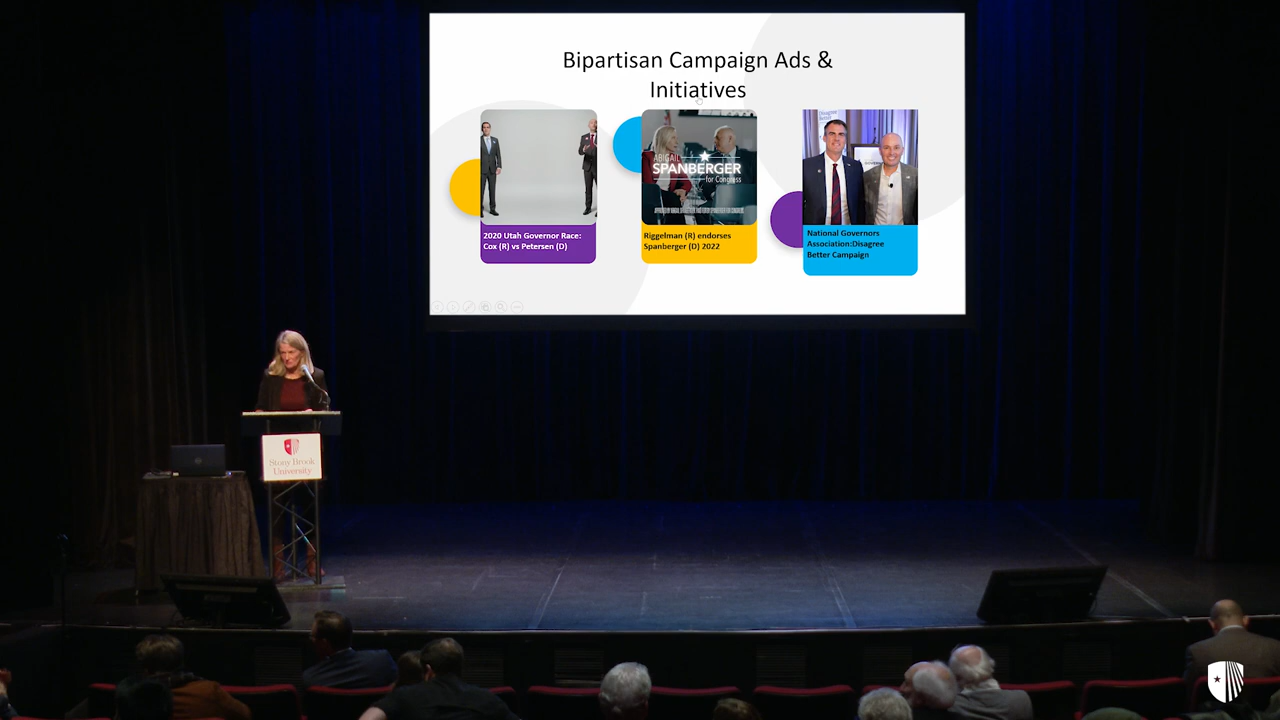 Bipartisan Campaign Ads &
Initiatives
ABIGAIL
SPANBERGER
for Congress
2020 Utah Governor Race:
Cox (R) vs Petersen (D)
Riggelman (R) endorses
Spanberger (D) 2022
National Governors
Association:Disagree
Better Campaign
Stony Brook
University